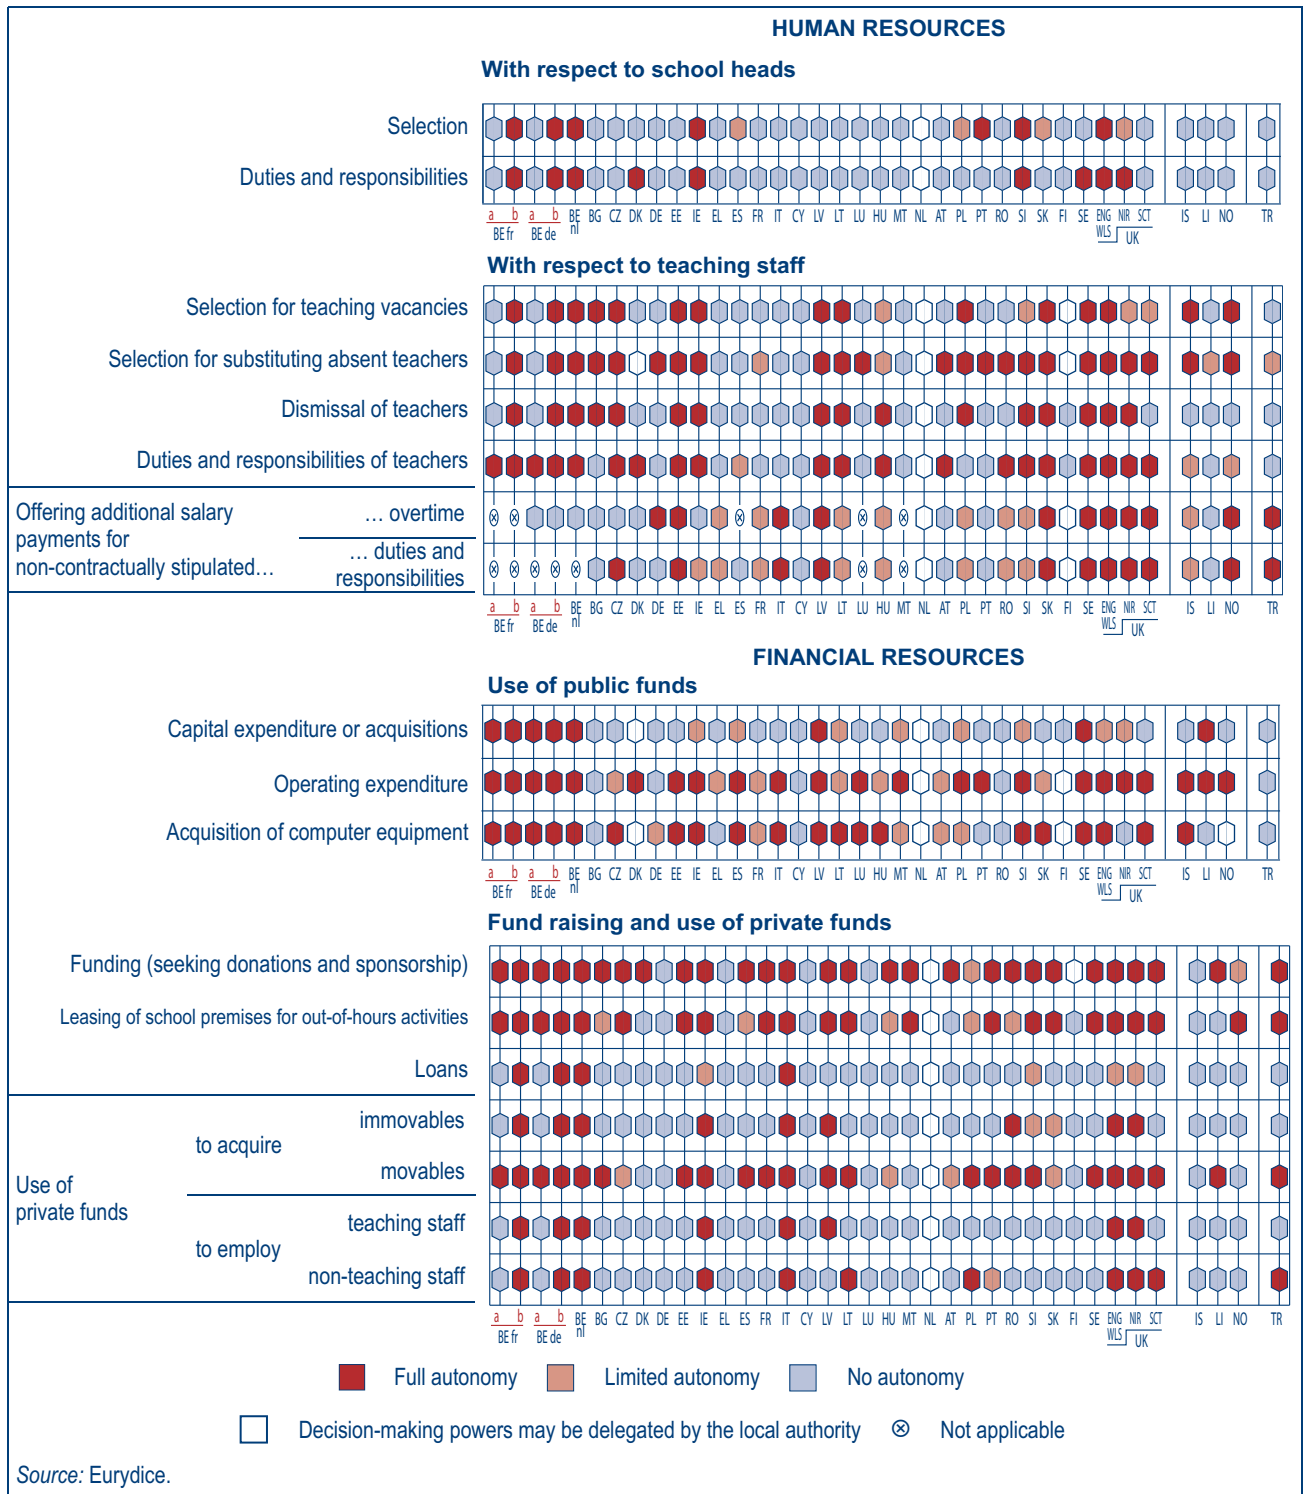 HUMAN RESOURCES
With respect to school heads
Selection
Duties and responsibilities
a b a b BE nl BG CZ DK DE EE IE EL ES FR IT CY LV LT LU HU MT NL AT PL PT RO SI SK FI SE ENG WLS NIR SCT IS LI NO TR
BE fr BE de UK
With respect to teaching staff
Selection for teaching vacancies
Selection for substituting absent teachers
Dismissal of teachers
Duties and responsibilities of teachers
Offering additional salary
payments for
non-contractually stipulated…
… overtime
… duties and
responsibilities
a b a b BE nl BG CZ DK DE EE IE EL ES FR IT CY LV LT LU HU MT NL AT PL PT RO SI SK FI SE ENG WLS NIR SCT IS LI NO TR
BE fr BE de UK
FINANCIAL RESOURCES
Use of public funds
Capital expenditure or acquisitions
Operating expenditure
Acquisition of computer equipment
a b a b BE nl BG CZ DK DE EE IE EL ES FR IT CY LV LT LU HU MT NL AT PL PT RO SI SK FI SE ENG WLS NIR SCT IS LI NO TR
BE fr BE de UK
Fund raising and use of private funds
Funding (seeking donations and sponsorship)
Leasing of school premises for out-of-hours activities
Loans
Use of
private funds
to acquire
immovables
movables
to employ
teaching staff
non-teaching staff
a b a b BE nl BG CZ DK DE EE IE EL ES FR IT CY LV LT LU HU MT NL AT PL PT RO SI SK FI SE ENG WLS NIR SCT IS LI NO TR
BE fr BE de UK
Full autonomy Limited autonomy No autonomy
Decision-making powers may be delegated by the local authority ⊗ Not applicable
Source: Eurydice.